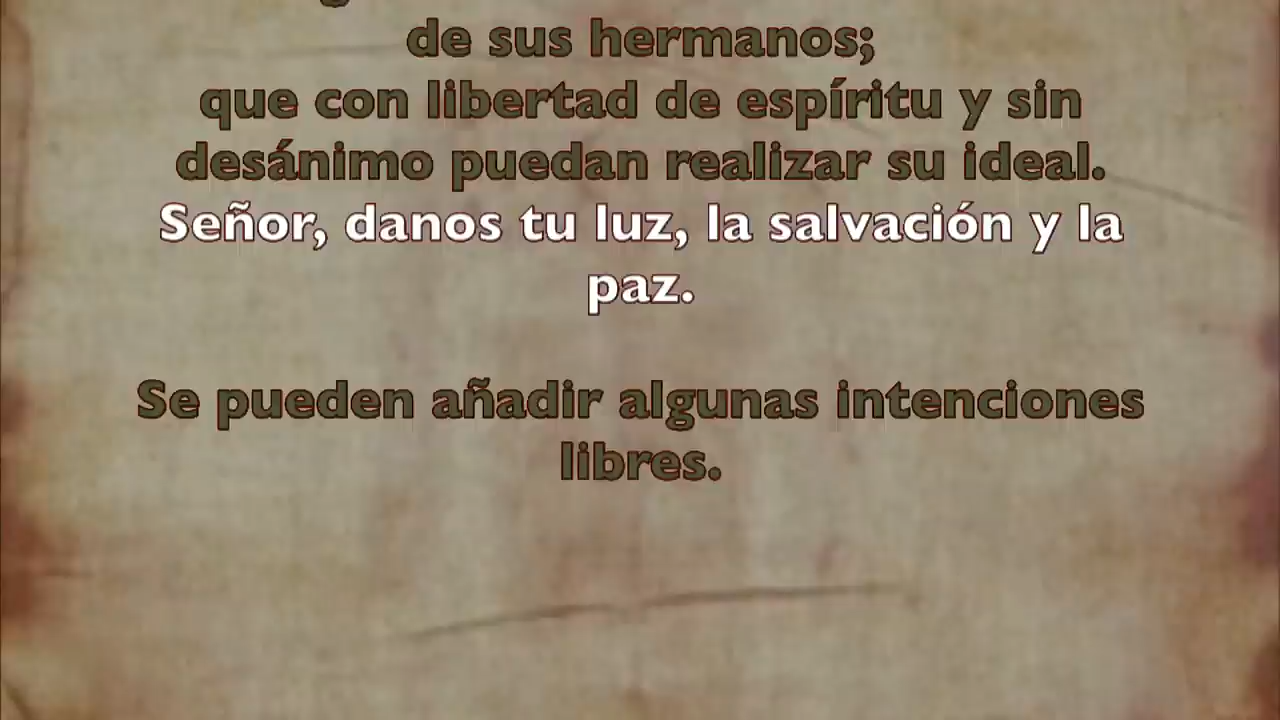 de sus hermanos;
que con libertad de espíritu y sin
desánimo puedan realizar su ideal.
Señor, danos tu luz, la salvación y la
paz.
Se pueden añadir algunas intenciones
libres.